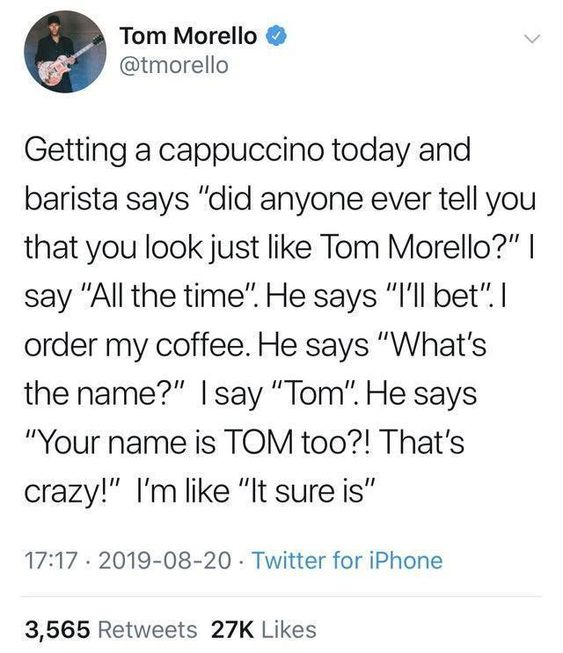 Tom Morello
@tmorello
Getting a cappuccino today and
barista says "did anyone ever tell you
that you look just like Tom Morello?" I
say "All the time". He says "I'll bet". I
order my coffee. He says "What's
the name?"  I say "Tom". He says
"Your name is TOM too?! That's
crazy!"  I'm like "It sure is"
17:17 · 2019-08-20 · Twitter for iPhone
3,565 Retweets  27K Likes